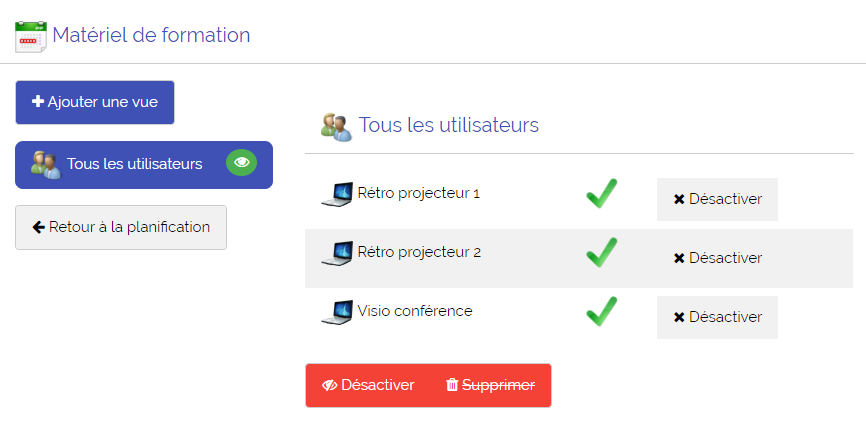 Matériel de formation
Ajouter une vue
Tous les utilisateurs
Retour à la planification
Tous les utilisateurs
Rétro projecteur 1 Désactiver
Rétro projecteur 2 Désactiver
Visio conférence Désactiver
Désactiver Supprimer